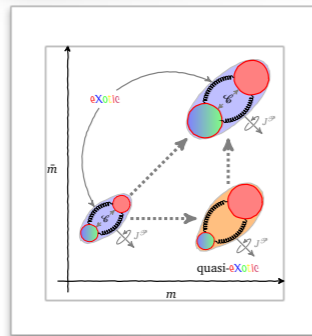 eXotic
𝒞
J^𝒫
m̄
𝒞
J^𝒫
J^𝒫
quasi-eXotic
m